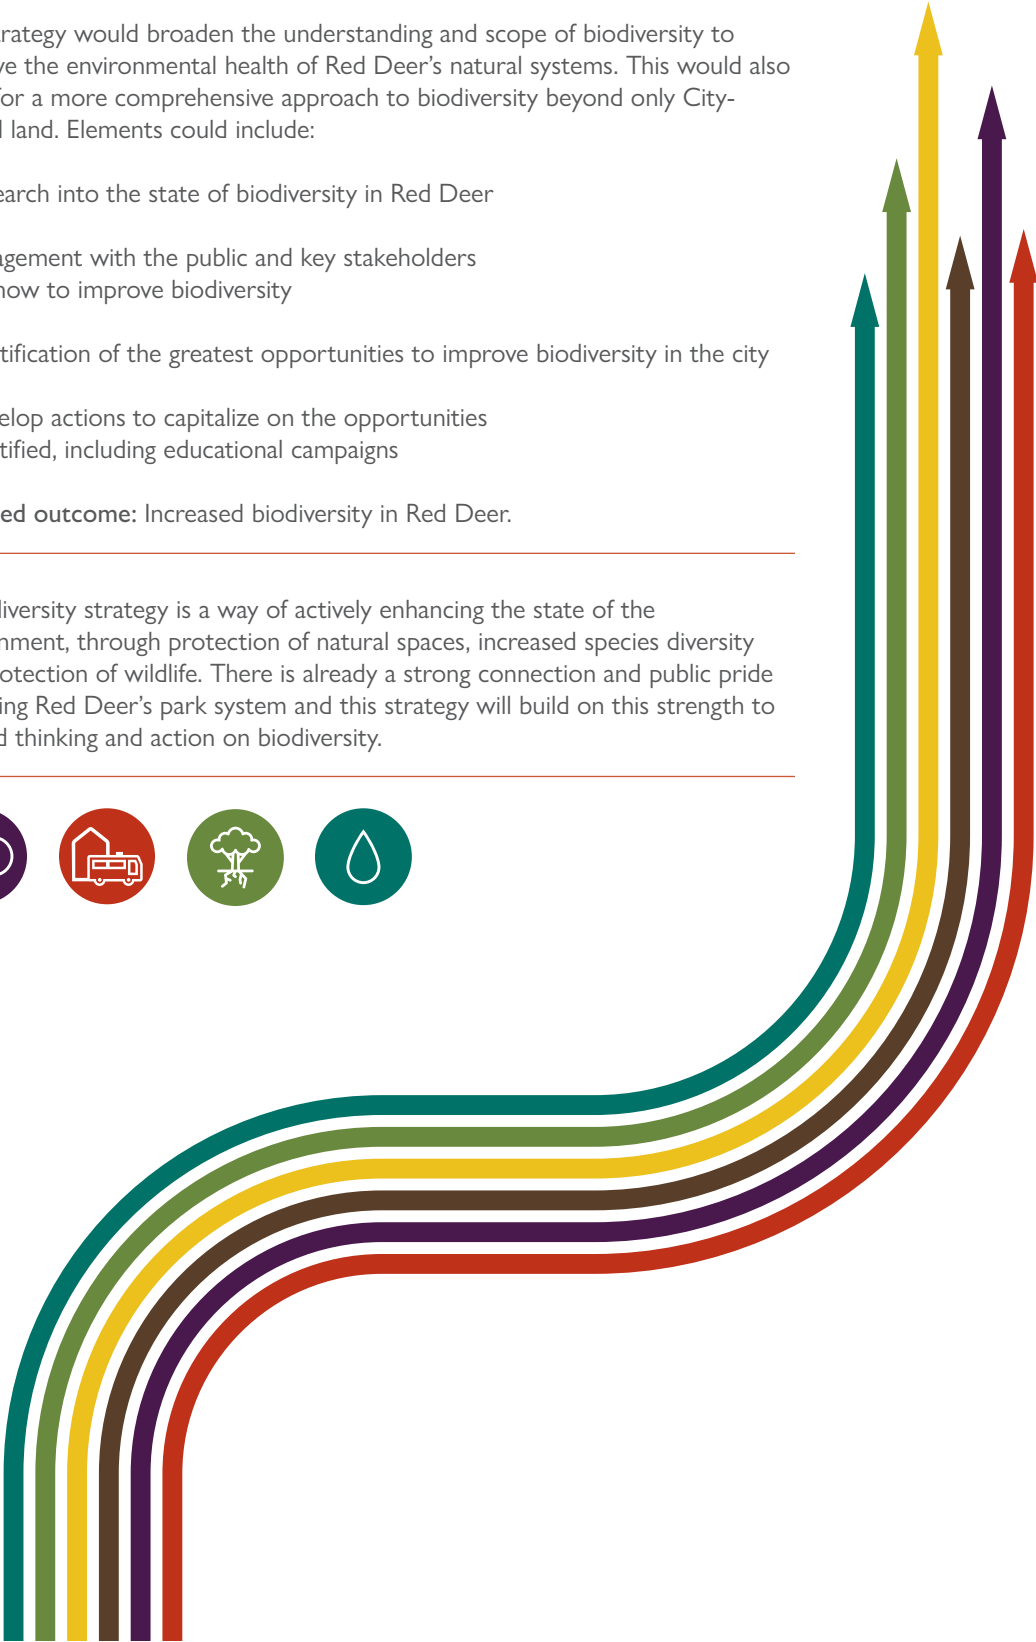 rategy would broaden the understanding and scope of biodiversity to
ve the environmental health of Red Deer's natural systems. This would also
or a more comprehensive approach to biodiversity beyond only City-
l land. Elements could include:
earch into the state of biodiversity in Red Deer
agement with the public and key stakeholders
how to improve biodiversity
tification of the greatest opportunities to improve biodiversity in the city
elop actions to capitalize on the opportunities
tified, including educational campaigns
ed outcome: Increased biodiversity in Red Deer.
diversity strategy is a way of actively enhancing the state of the
nment, through protection of natural spaces, increased species diversity
otection of wildlife. There is already a strong connection and public pride
ing Red Deer's park system and this strategy will build on this strength to
d thinking and action on biodiversity.